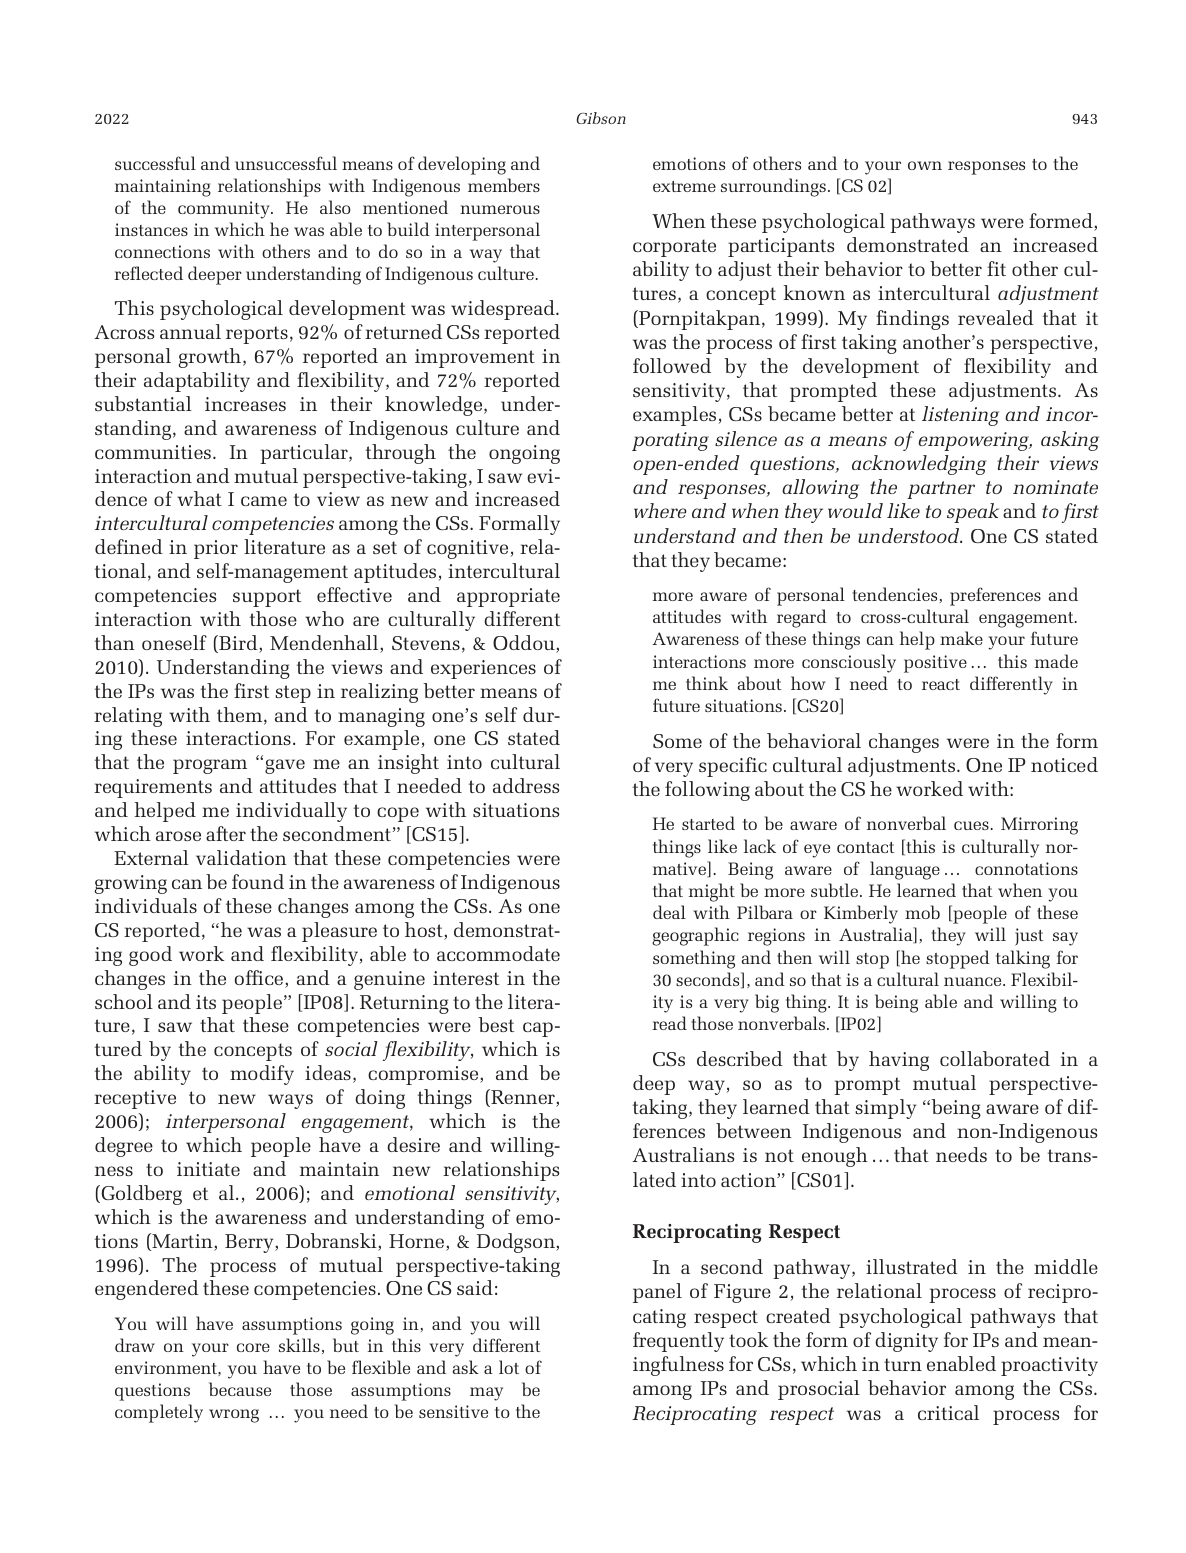 2022
Gibson
943
successful and unsuccessful means of developing and
maintaining relationships with Indigenous members
of the community. He also mentioned numerous
instances in which he was able to build interpersonal
connections with others and to do so in a way that
reflected deeper understanding of Indigenous culture.
This psychological development was widespread.
Across annual reports, 92% of returned CSs reported
personal growth, 67% reported an improvement in
their adaptability and flexibility, and 72% reported
substantial increases in their knowledge, under-
standing, and awareness of Indigenous culture and
communities. In particular, through the ongoing
interaction and mutual perspective-taking, I saw evi-
dence of what I came to view as new and increased
intercultural competencies among the CSs. Formally
defined in prior literature as a set of cognitive, rela-
tional, and self-management aptitudes, intercultural
competencies support effective and appropriate
interaction with those who are culturally different
than oneself (Bird, Mendenhall, Stevens, & Oddou,
2010). Understanding the views and experiences of
the IPs was the first step in realizing better means of
relating with them, and to managing one’s self dur-
ing these interactions. For example, one CS stated
that the program “gave me an insight into cultural
requirements and attitudes that I needed to address
and helped me individually to cope with situations
which arose after the secondment” [CS15].
External validation that these competencies were
growing can be found in the awareness of Indigenous
individuals of these changes among the CSs. As one
CS reported, “he was a pleasure to host, demonstrat-
ing good work and flexibility, able to accommodate
changes in the office, and a genuine interest in the
school and its people” [IP08]. Returning to the litera-
ture, I saw that these competencies were best cap-
tured by the concepts of social flexibility, which is
the ability to modify ideas, compromise, and be
receptive to new ways of doing things (Renner,
2006); interpersonal engagement, which is the
degree to which people have a desire and willing-
ness to initiate and maintain new relationships
(Goldberg et al., 2006); and emotional sensitivity,
which is the awareness and understanding of emo-
tions (Martin, Berry, Dobranski, Horne, & Dodgson,
1996). The process of mutual perspective-taking
engendered these competencies. One CS said:
You will have assumptions going in, and you will
draw on your core skills, but in this very different
environment, you have to be flexible and ask a lot of
questions because those assumptions may be
completely wrong … you need to be sensitive to the
emotions of others and to your own responses to the
extreme surroundings. [CS 02]
When these psychological pathways were formed,
corporate participants demonstrated an increased
ability to adjust their behavior to better fit other cul-
tures, a concept known as intercultural adjustment
(Pornpitakpan, 1999). My findings revealed that it
was the process of first taking another’s perspective,
followed by the development of flexibility and
sensitivity, that prompted these adjustments. As
examples, CSs became better at listening and incor-
porating silence as a means of empowering, asking
open-ended questions, acknowledging their views
and responses, allowing the partner to nominate
where and when they would like to speak and to first
understand and then be understood. One CS stated
that they became:
more aware of personal tendencies, preferences and
attitudes with regard to cross-cultural engagement.
Awareness of these things can help make your future
interactions more consciously positive… this made
me think about how I need to react differently in
future situations. [CS20]
Some of the behavioral changes were in the form
of very specific cultural adjustments. One IP noticed
the following about the CS he worked with:
He started to be aware of nonverbal cues. Mirroring
things like lack of eye contact [this is culturally nor-
mative]. Being aware of language… connotations
that might be more subtle. He learned that when you
deal with Pilbara or Kimberly mob [people of these
geographic regions in Australia], they will just say
something and then will stop [he stopped talking for
30 seconds], and so that is a cultural nuance. Flexibil-
ity is a very big thing. It is being able and willing to
read those nonverbals. [IP02]
CSs described that by having collaborated in a
deep way, so as to prompt mutual perspective-
taking, they learned that simply “being aware of dif-
ferences between Indigenous and non-Indigenous
Australians is not enough…that needs to be trans-
lated into action” [CS01].
Reciprocating Respect
In a second pathway, illustrated in the middle
panel of Figure 2, the relational process of recipro-
cating respect created psychological pathways that
frequently took the form of dignity for IPs and mean-
ingfulness for CSs, which in turn enabled proactivity
among IPs and prosocial behavior among the CSs.
Reciprocating respect was a critical process for